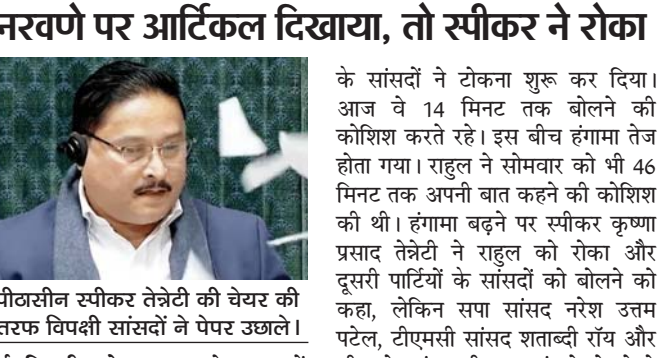 नरवणे पर आर्टिकल दिखाया, तो स्पीकर ने रोका
पीठासीन स्पीकर तेन्नेटी की चेयर की
तरफ विपक्षी सांसदों ने पेपर उछाले।
के सांसदों ने टोकना शुरू कर दिया।
आज वे 14 मिनट तक बोलने की
कोशिश करते रहे। इस बीच हंगामा तेज
होता गया। राहुल ने सोमवार को भी 46
मिनट तक अपनी बात कहने की कोशिश
की थी। हंगामा बढ़ने पर स्पीकर कृष्णा
प्रसाद तेन्नेटी ने राहुल को रोका और
दूसरी पार्टियों के सांसदों को बोलने को
कहा, लेकिन सपा सांसद नरेश उत्तम
पटेल, टीएमसी सांसद शताब्दी रॉय और